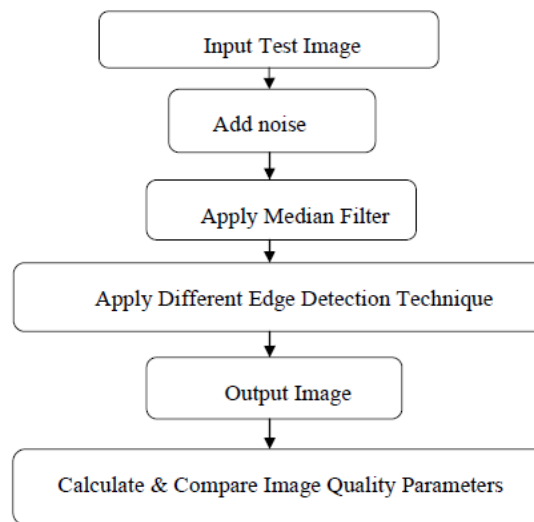 Input Test Image
Add noise
Apply Median Filter
Apply Different Edge Detection Technique
Output Image
Calculate & Compare Image Quality Parameters